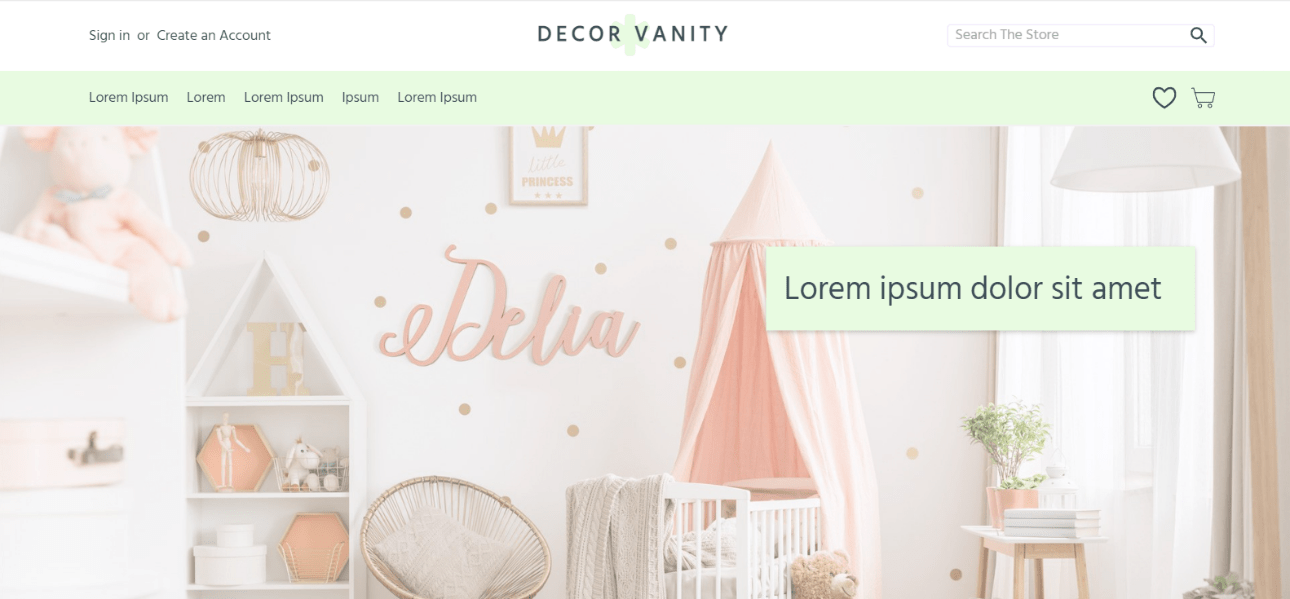 Sign in or Create an Account
DECOR VANITY
Search The Store
Lorem Ipsum Lorem Lorem Ipsum Ipsum Lorem Ipsum
little
PRINCESS
Delia
Lorem ipsum dolor sit amet
H